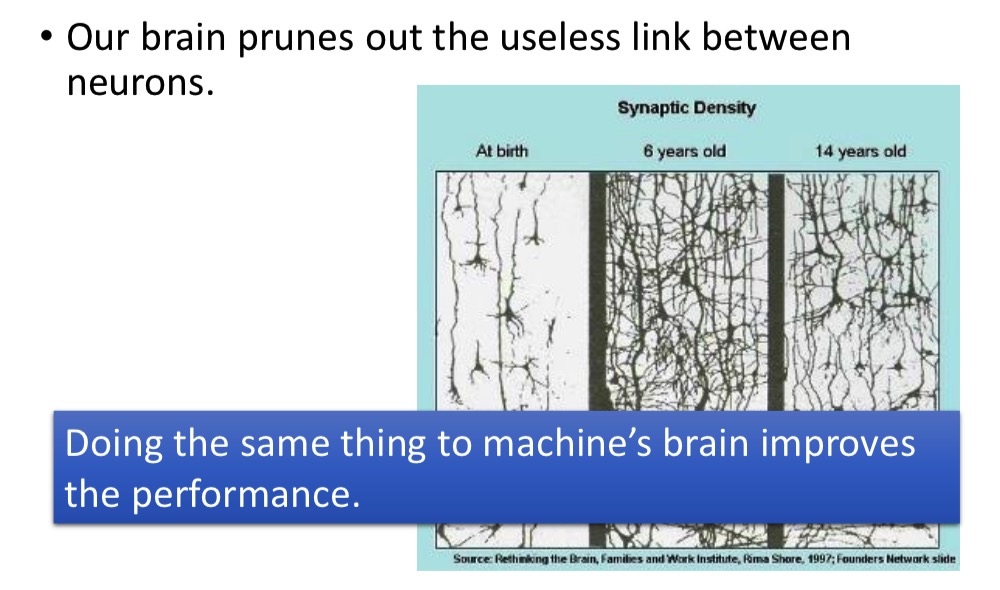 • Our brain prunes out the useless link between
neurons.
Synaptic Density
At birth 6 years old 14 years old
Doing the same thing to machine’s brain improves
the performance.
Source: Rethinking the Brain, Families and Work Institute, Rima Shore, 1997; Founders Network slide